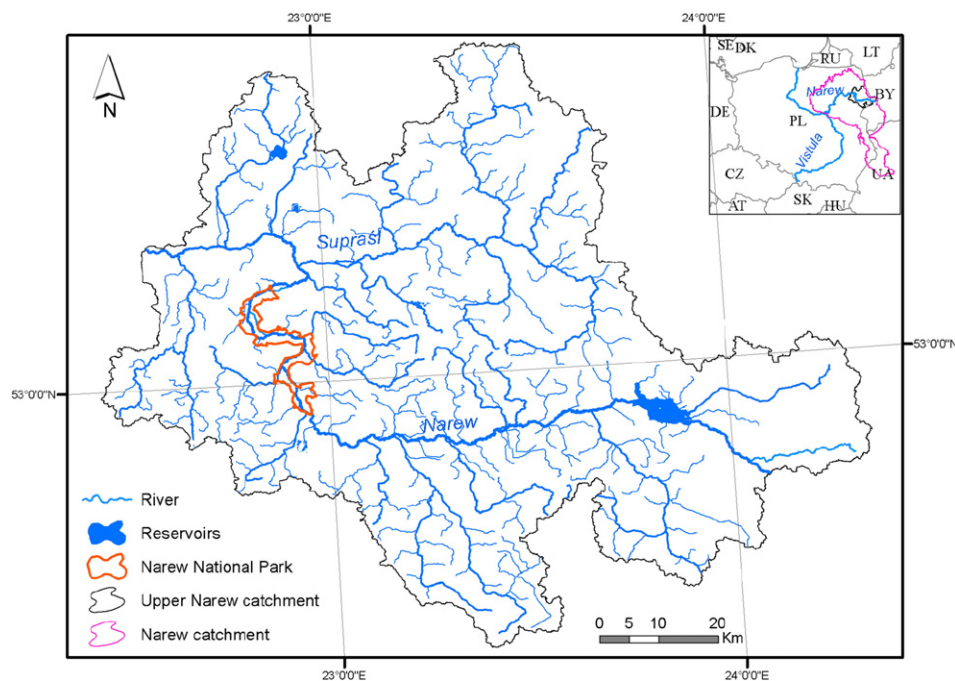 23°0'0"E
24°0'0"E
N
SE
DK
RU
LT
Narew
BY
DE
PL
Vistula
CZ
UA
SK
AT
HU
Supraśl
53°0'0"N
53°0'0"N
Narew
River
Reservoirs
Narew National Park
Upper Narew catchment
Narew catchment
0 5 10 20
Km
23°0'0"E
24°0'0"E